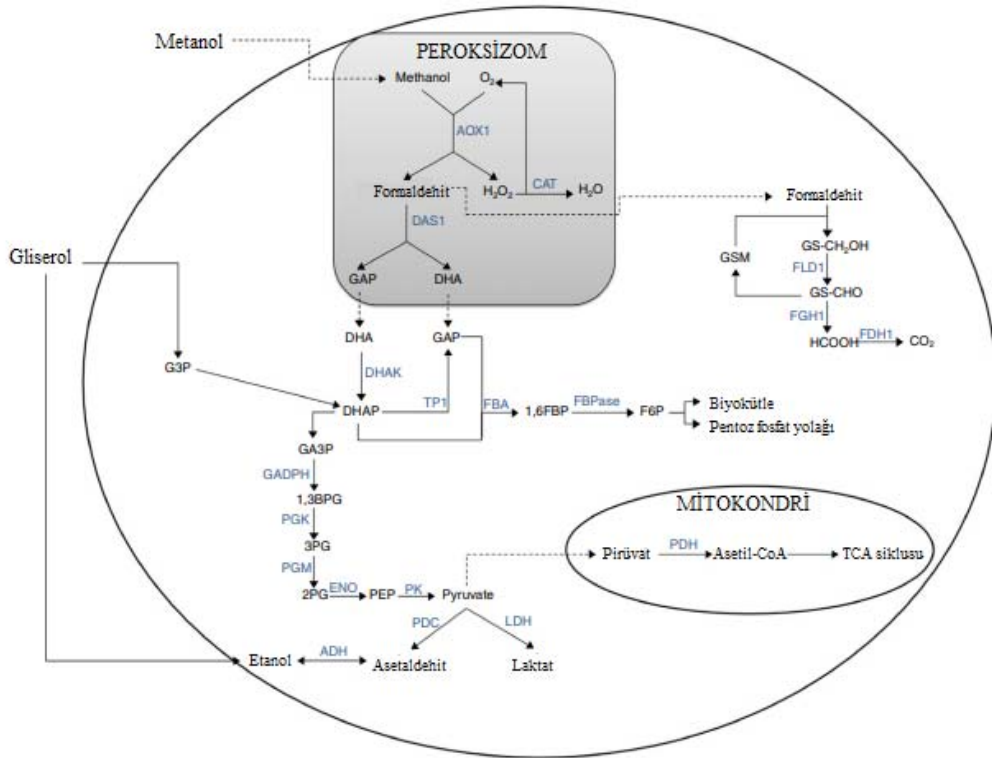 Metanol
PEROKSİZOM
Methanol O₂
AOX1
Formaldehit H₂O₂ CAT H₂O
DAS1
GAP DHA
Formaldehit
GSM GS-CH₂OH
FLD1
GS-CHO
FGH1
HCOOH FDH1 CO₂
Gliserol
G3P
DHA GAP
DHAK
DHAP TP1 FBA 1,6FBP FBPase F6P
Biyokütle
Pentoz fosfat yolağı
GA3P
GADPH
1,3BPG
PGK
3PG
PGM
2PG ENO PEP PK Pyruvate
MİTOKONDRİ
Pirüvat PDH Asetil-CoA TCA siklusu
PDC LDH
Etanol ADH Asetaldehit Laktat